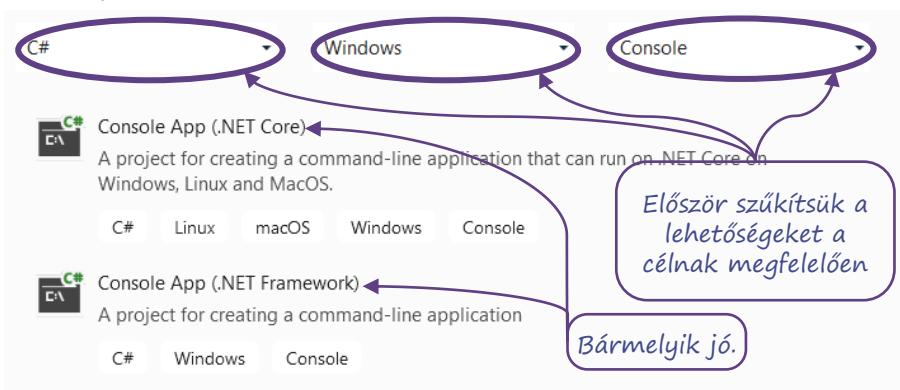 C# Windows Console
C#
C:\
Console App (.NET Core)
A project for creating a command-line application that can run on .NET Core on
Windows, Linux and MacOS.
C# Linux macOS Windows Console
Először szűkítsük a
lehetőségeket a
célnak megfelelően
C#
C:\
Console App (.NET Framework)
A project for creating a command-line application
C# Windows Console
Bármelyik jó.